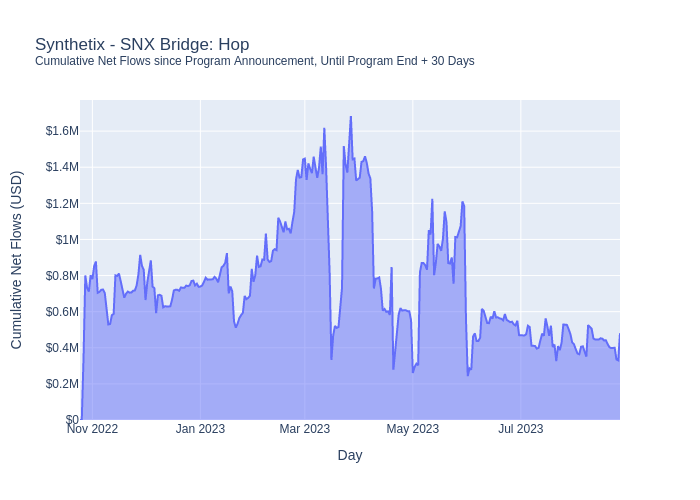 Synthetix - SNX Bridge: Hop
Cumulative Net Flows since Program Announcement, Until Program End + 30 Days
Cumulative Net Flows (USD)
$1.6M
$1.4M
$1.2M
$1M
$0.8M
$0.6M
$0.4M
$0.2M
$0
Nov 2022 Jan 2023 Mar 2023 May 2023 Jul 2023
Day